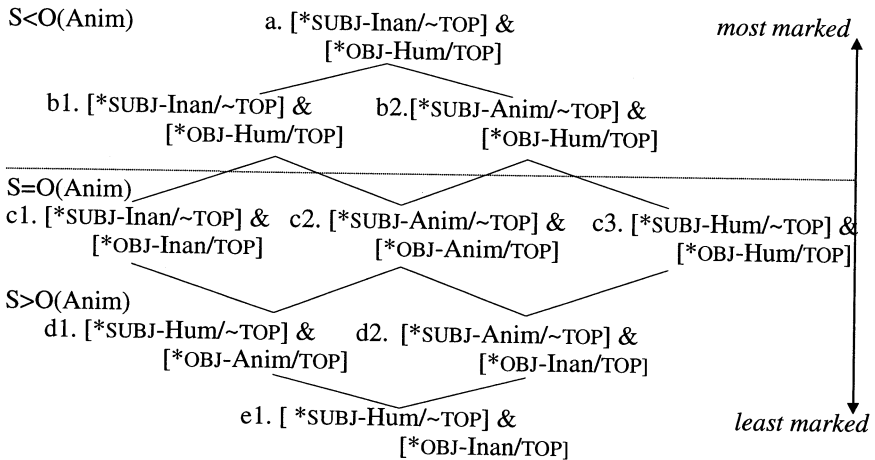 S<O(Anim) a. [*SUBJ-Inan/~TOP] & most marked
[*OBJ-Hum/TOP]
b1. [*SUBJ-Inan/~TOP] & b2.[*SUBJ-Anim/~TOP] &
[*OBJ-Hum/TOP] [*OBJ-Hum/TOP]
S=O(Anim)
c1. [*SUBJ-Inan/~TOP] & c2. [*SUBJ-Anim/~TOP] & c3. [*SUBJ-Hum/~TOP] &
[*OBJ-Inan/TOP] [*OBJ-Anim/TOP] [*OBJ-Hum/TOP]
S>O(Anim)
d1. [*SUBJ-Hum/~TOP] & d2. [*SUBJ-Anim/~TOP] &
[*OBJ-Anim/TOP] [*OBJ-Inan/TOP]
e1. [ *SUBJ-Hum/~TOP] & least marked
[*OBJ-Inan/TOP]